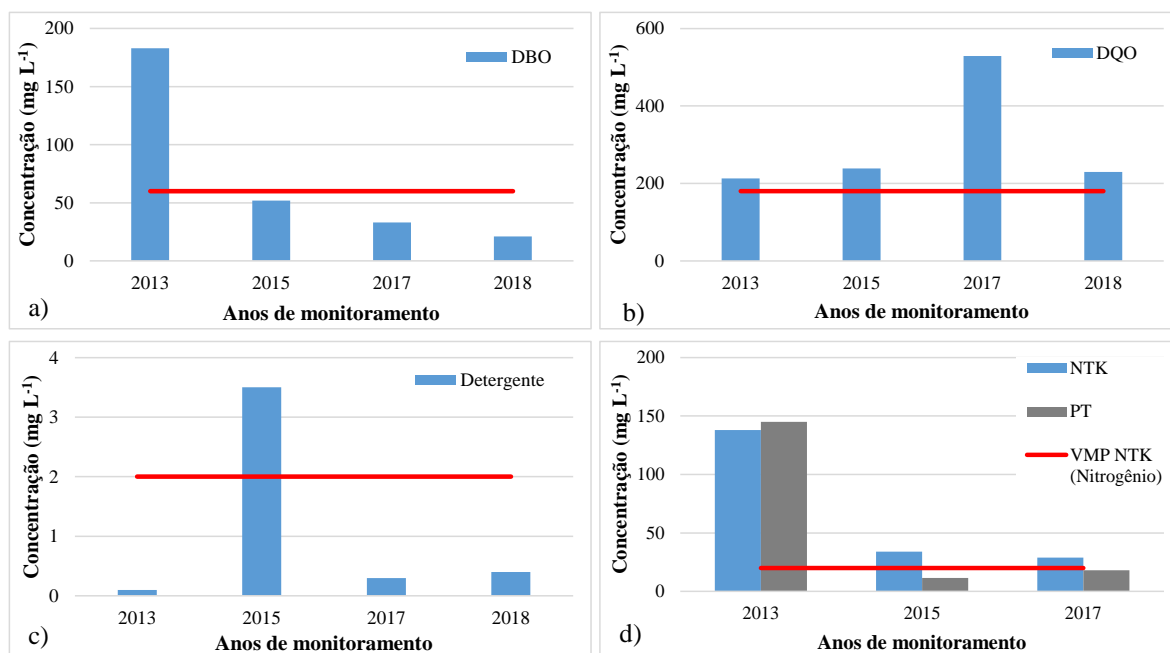 Concentração (mg L-1)
200
150
100
50
0
DBO
2013 2015 2017 2018
Anos de monitoramento
a)
Concentração (mg L-1)
600
400
200
0
DQO
2013 2015 2017 2018
Anos de monitoramento
b)
Concentração (mg L-1)
4
3
2
1
0
Detergente
2013 2015 2017 2018
Anos de monitoramento
c)
Concentração (mg L-1)
200
150
100
50
0
NTK
PT
VMP NTK
(Nitrogênio)
2013 2015 2017
Anos de monitoramento
d)